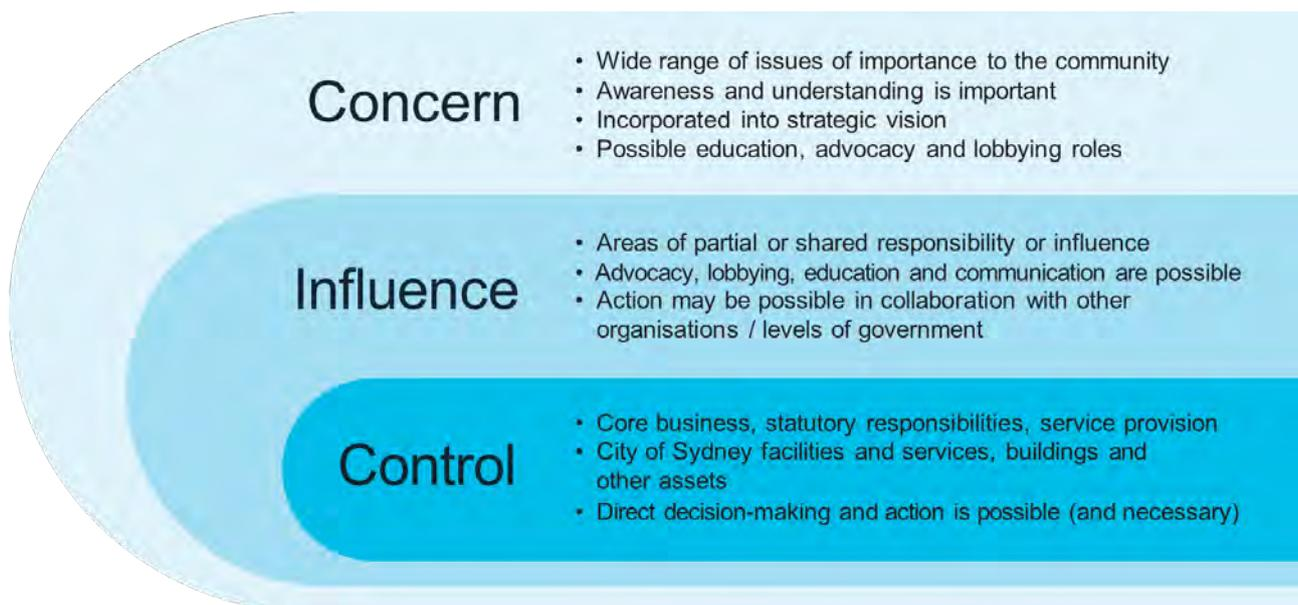 Concern
• Wide range of issues of importance to the community
• Awareness and understanding is important
• Incorporated into strategic vision
• Possible education, advocacy and lobbying roles
Influence
• Areas of partial or shared responsibility or influence
• Advocacy, lobbying, education and communication are possible
• Action may be possible in collaboration with other
organisations / levels of government
Control
• Core business, statutory responsibilities, service provision
• City of Sydney facilities and services, buildings and
other assets
• Direct decision-making and action is possible (and necessary)